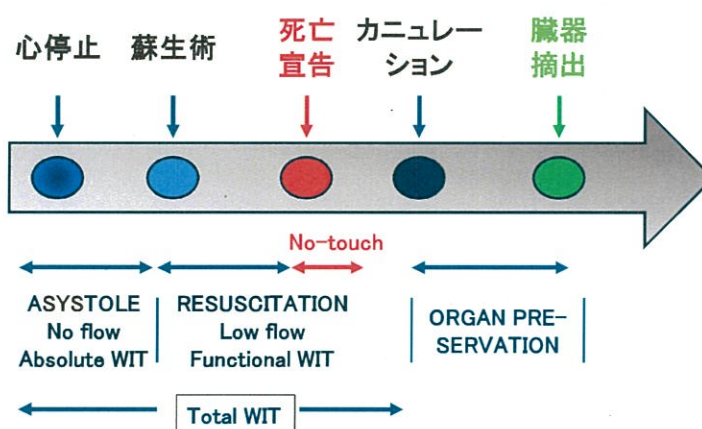 心停止
蘇生術
死亡
宣告
カニュレー
ション
臓器
摘出
No-touch
ASYSTOLE
No flow
Absolute WIT
RESUSCITATION
Low flow
Functional WIT
ORGAN PRE-
SERVATION
Total WIT